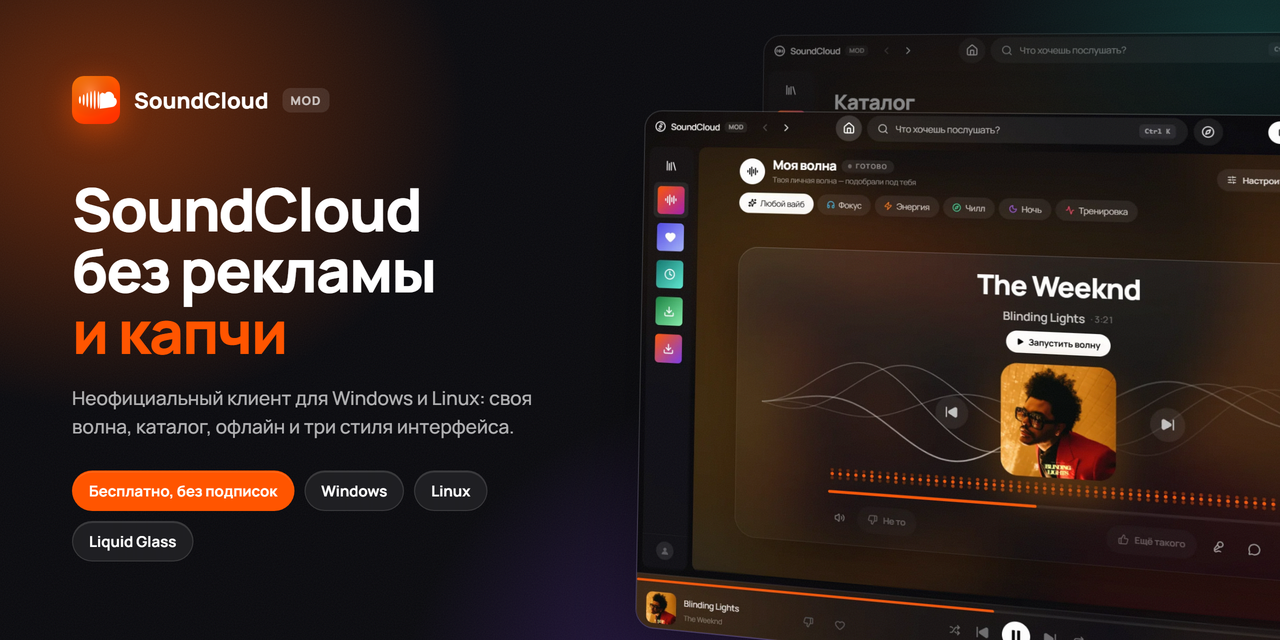 SoundCloud MOD
SoundCloud
без рекламы
и капчи
Неофициальный клиент для Windows и Linux: своя
волна, каталог, офлайн и три стиля интерфейса.
Бесплатно, без подписок
Windows
Linux
Liquid Glass
SoundCloud MOD
Что хочешь послушать?
Каталог
SoundCloud MOD
Что хочешь послушать?
Ctrl K
Моя волна
ГОТОВО
Твоя личная волна — подобрали под тебя
Любой вайб
Фокус
Энергия
Чилл
Ночь
Тренировка
The Weeknd
Blinding Lights · 3:21
Запустить волну
BLINDING
LIGHTS
Не то
Ещё такого
Blinding Lights
The Weeknd